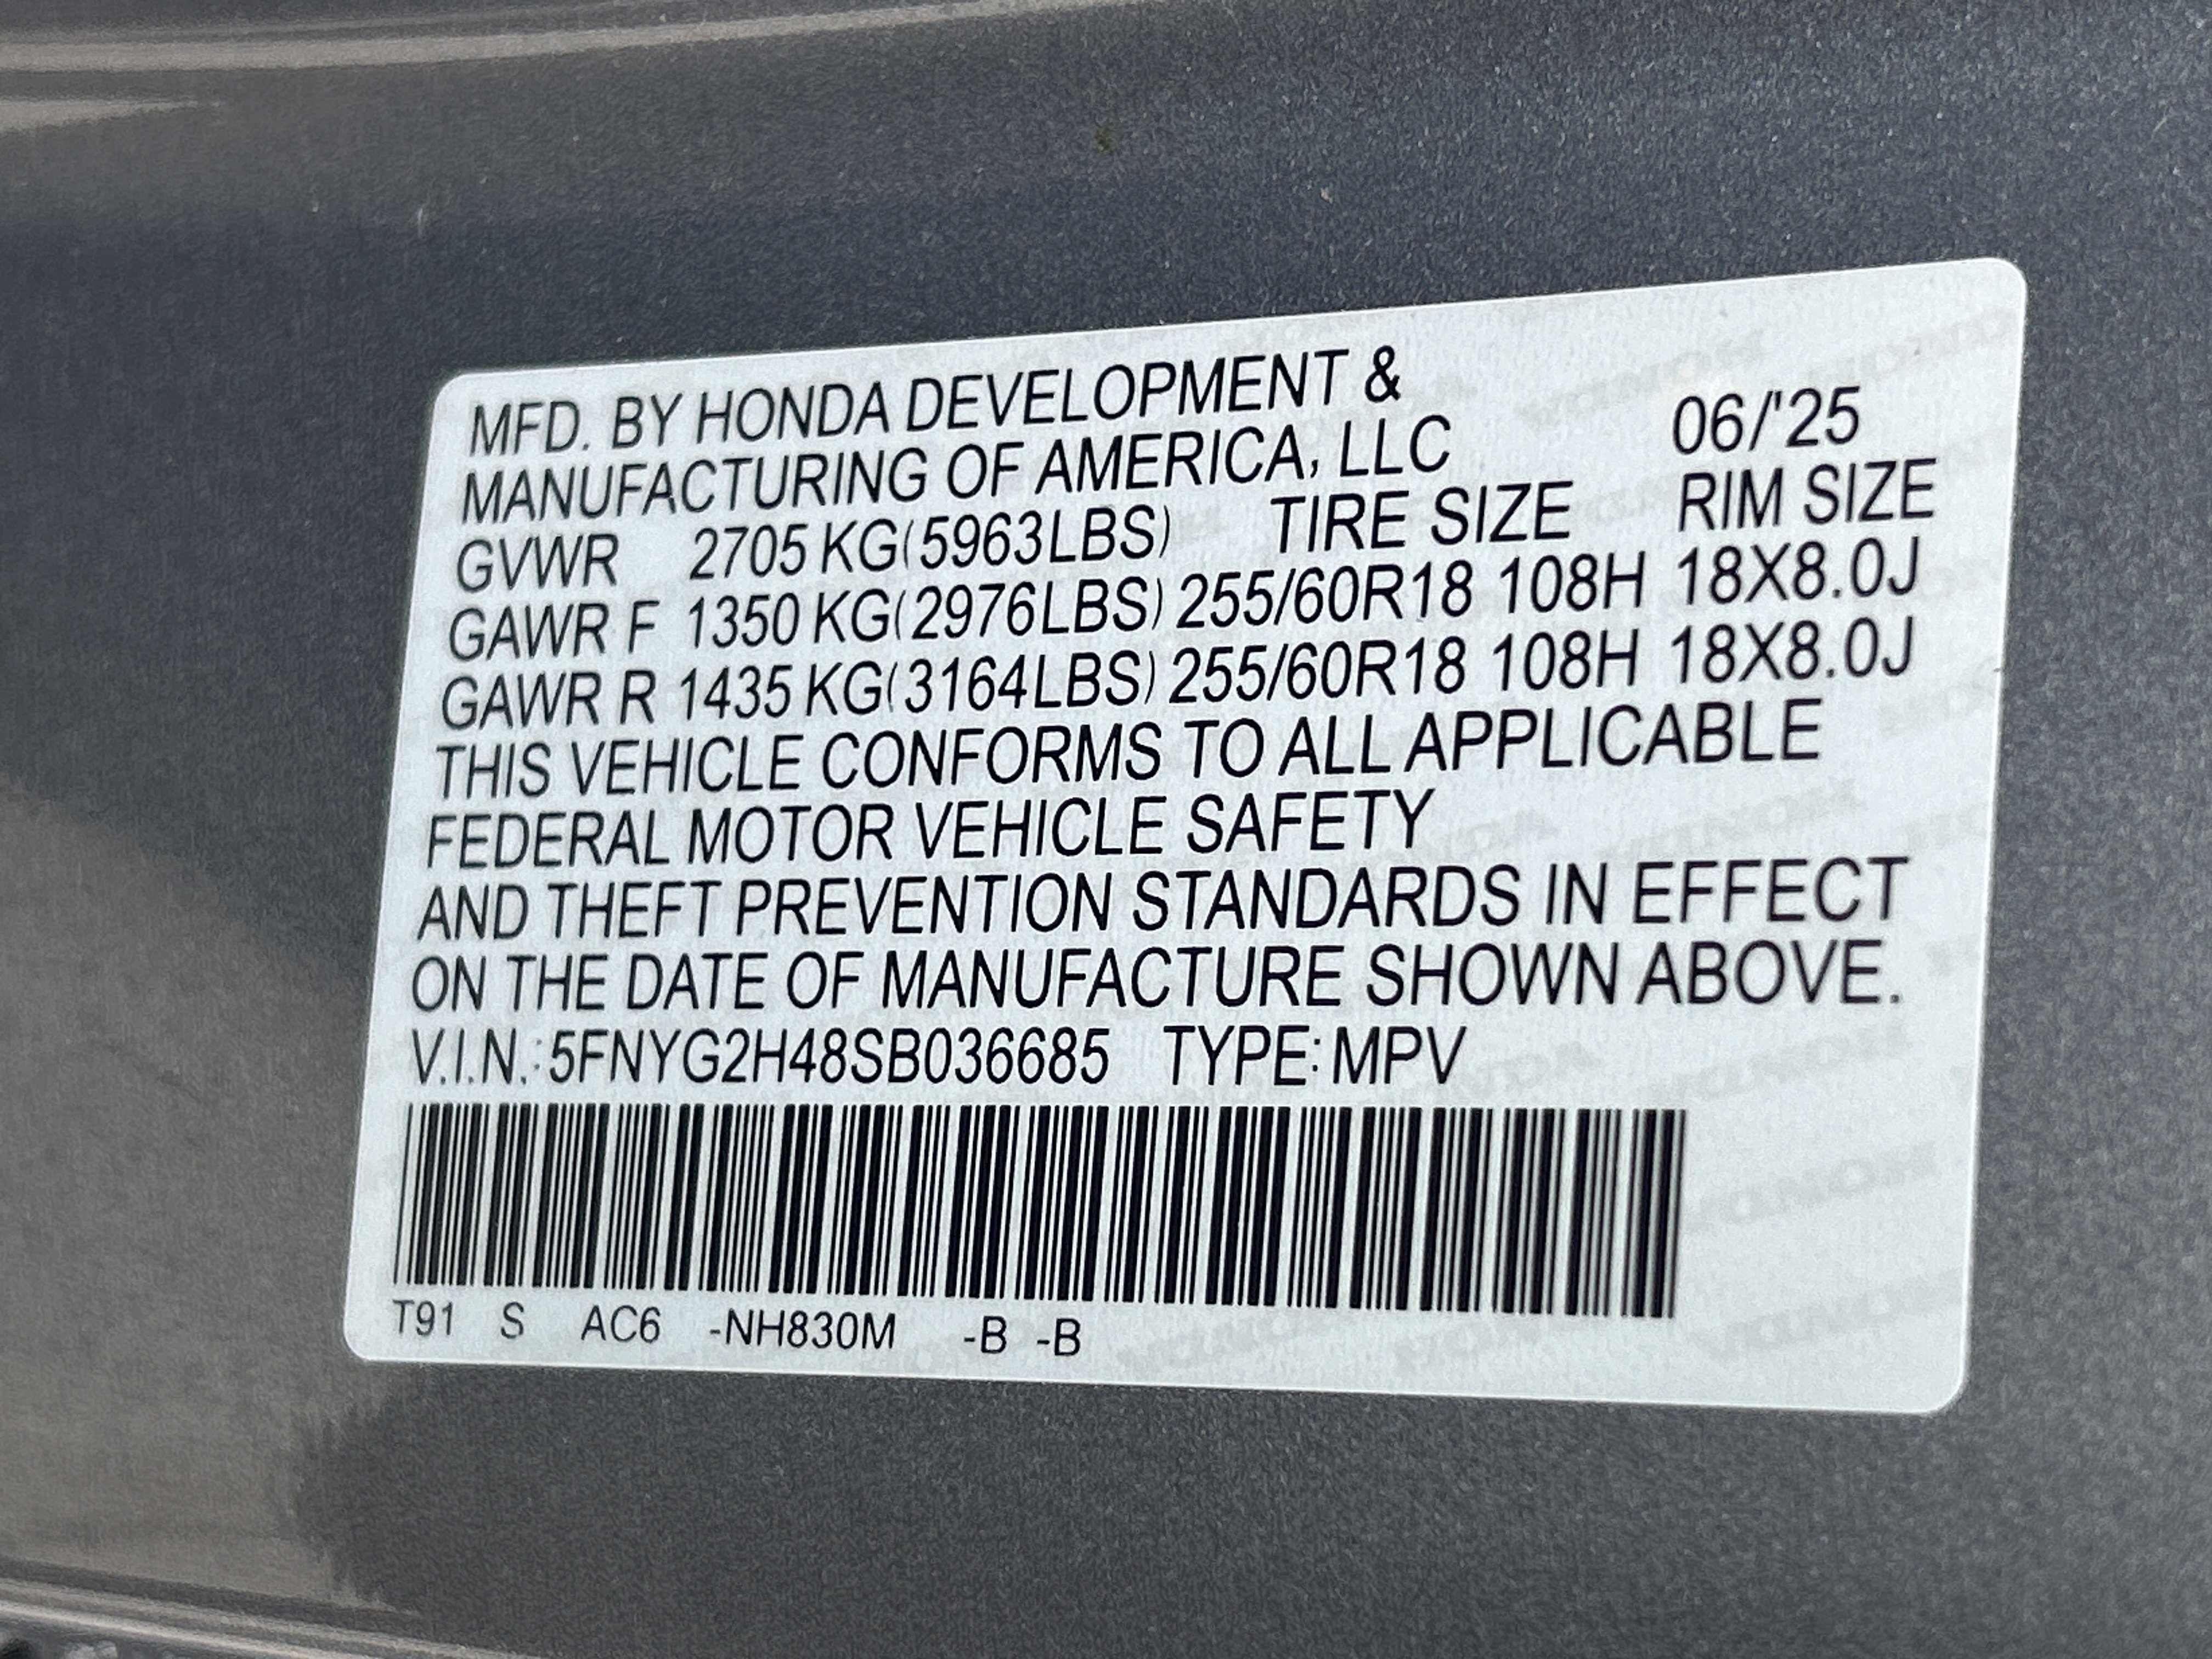 MFD. BY HONDA DEVELOPMENT &
MANUFACTURING OF AMERICA, LLC 06/'25
GVWR 2705 KG(5963LBS) TIRE SIZE RIM SIZE
GAWR F 1350 KG(2976LBS) 255/60R18 108H 18X8.0J
GAWR R 1435 KG(3164LBS) 255/60R18 108H 18X8.0J
THIS VEHICLE CONFORMS TO ALL APPLICABLE
FEDERAL MOTOR VEHICLE SAFETY
AND THEFT PREVENTION STANDARDS IN EFFECT
ON THE DATE OF MANUFACTURE SHOWN ABOVE.
V.I.N.:5FNYG2H48SB036685 TYPE:MPV
T91 S AC6 -NH830M -B -B